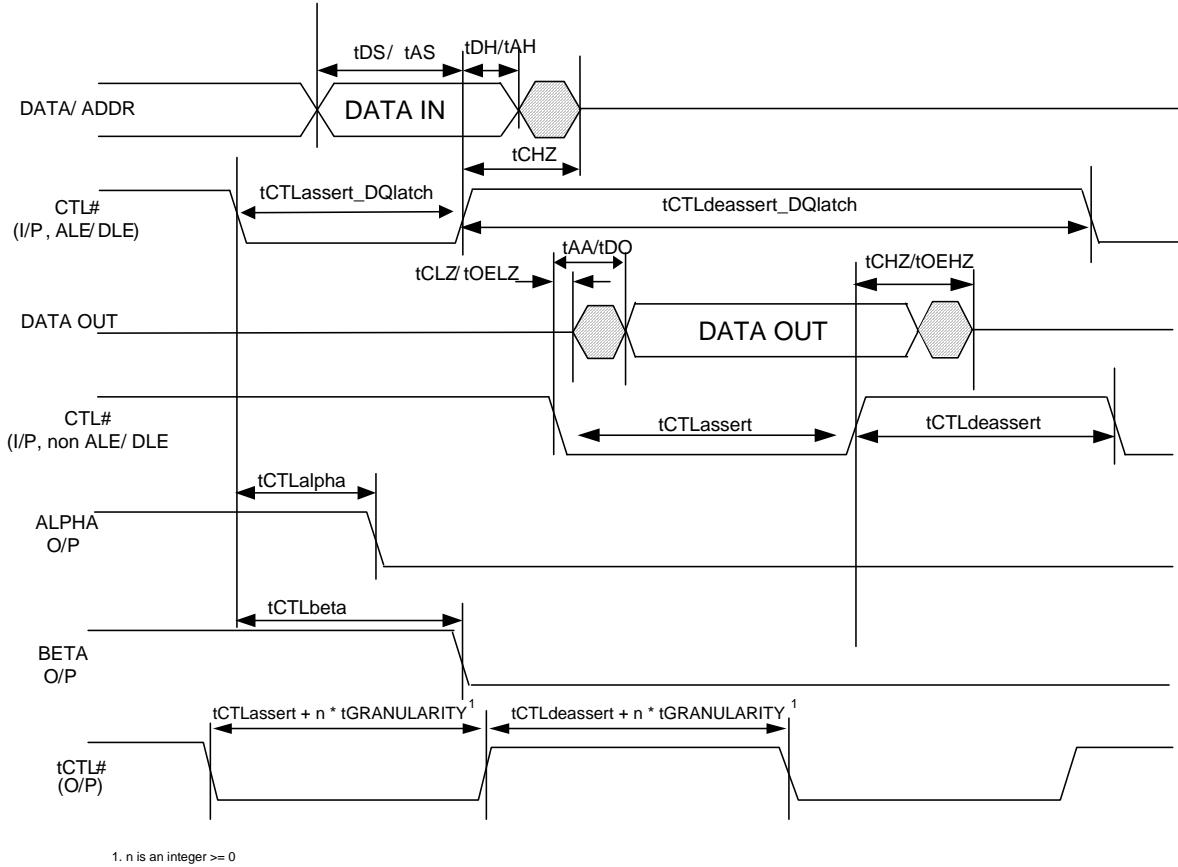 tDS/ tAS
tDH/tAH
DATA/ ADDR
DATA IN
tCHZ
CTL#
(I/P, ALE/ DLE)
tCTLassert_DQlatch
tCTLdeassert_DQlatch
tAA/tDO
tCLZ/ tOELZ
tCHZ/tOEHZ
DATA OUT
DATA OUT
CTL#
(I/P, non ALE/ DLE
tCTLassert
tCTLdeassert
tCTLalpha
ALPHA
O/P
tCTLbeta
BETA
O/P
tCTLassert + n * tGRANULARITY 1
tCTLdeassert + n * tGRANULARITY 1
tCTL#
(O/P)
1. n is an integer >= 0